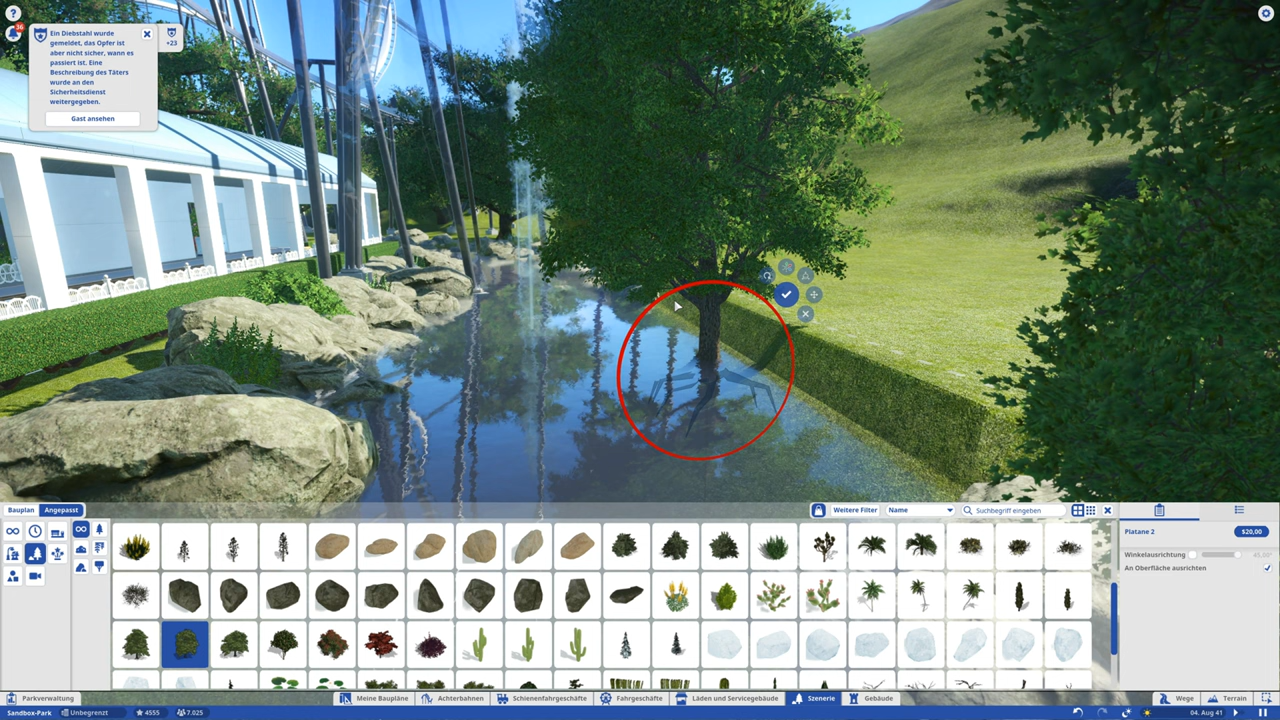 ?
36
Ein Diebstahl wurde
gemeldet, das Opfer ist
aber nicht sicher, wann es
passiert ist. Eine
Beschreibung des Täters
wurde an den
Sicherheitsdienst
weitergegeben.
Gast ansehen
+23
Bauplan Angepasst
Weitere Filter Name Suchbegriff eingeben
Platane 2 $20,00
Winkelausrichtung 45,00°
An Oberfläche ausrichten
Parkverwaltung Meine Baupläne Achterbahnen Schienenfahrgeschäfte Fahrgeschäfte Läden und Servicegebäude Szenerie Gebäude Wege Terrain
Sandbox-Park Unbegrenzt 4555 7.025 04. Aug 41